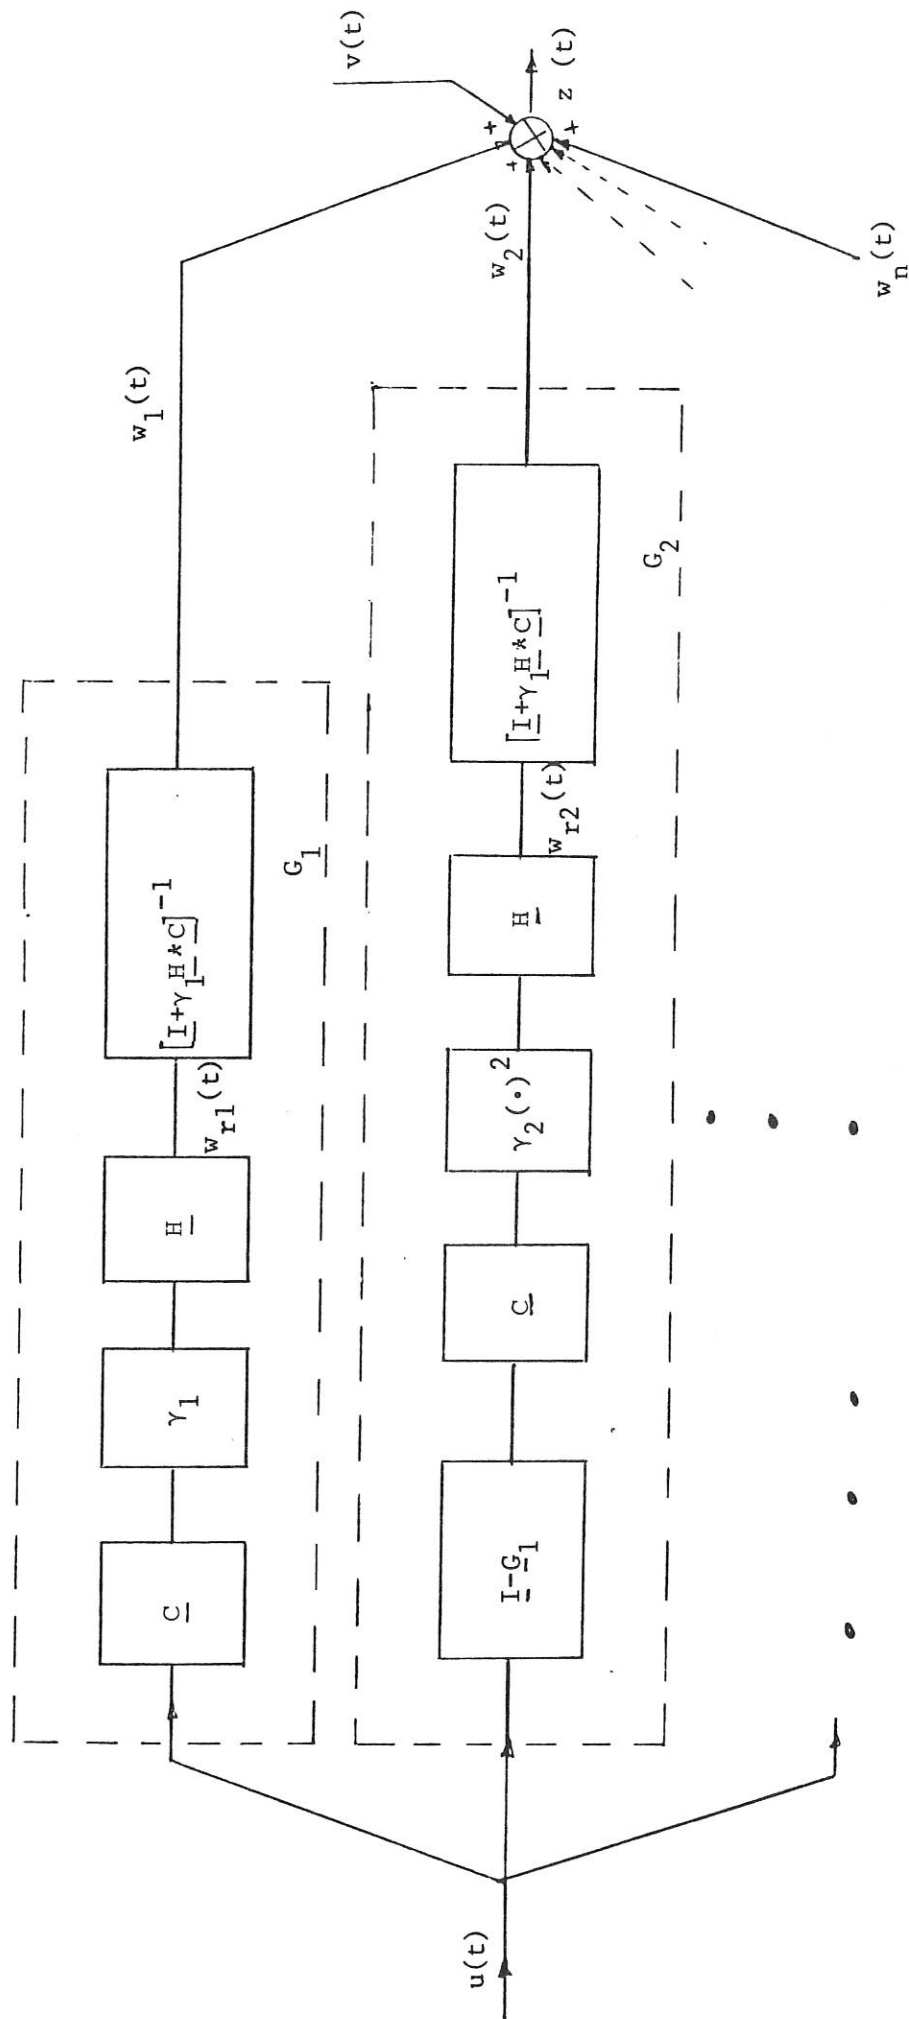 u(t)
C
γ1
H
wr1(t)
[I+γ1H*C]⁻¹
G1
w1(t)
I-G1
C
γ2(·)²
H
wr2(t)
[I+γ1H*C]⁻¹
G2
w2(t)
wn(t)
v(t)
+
+
+
z (t)